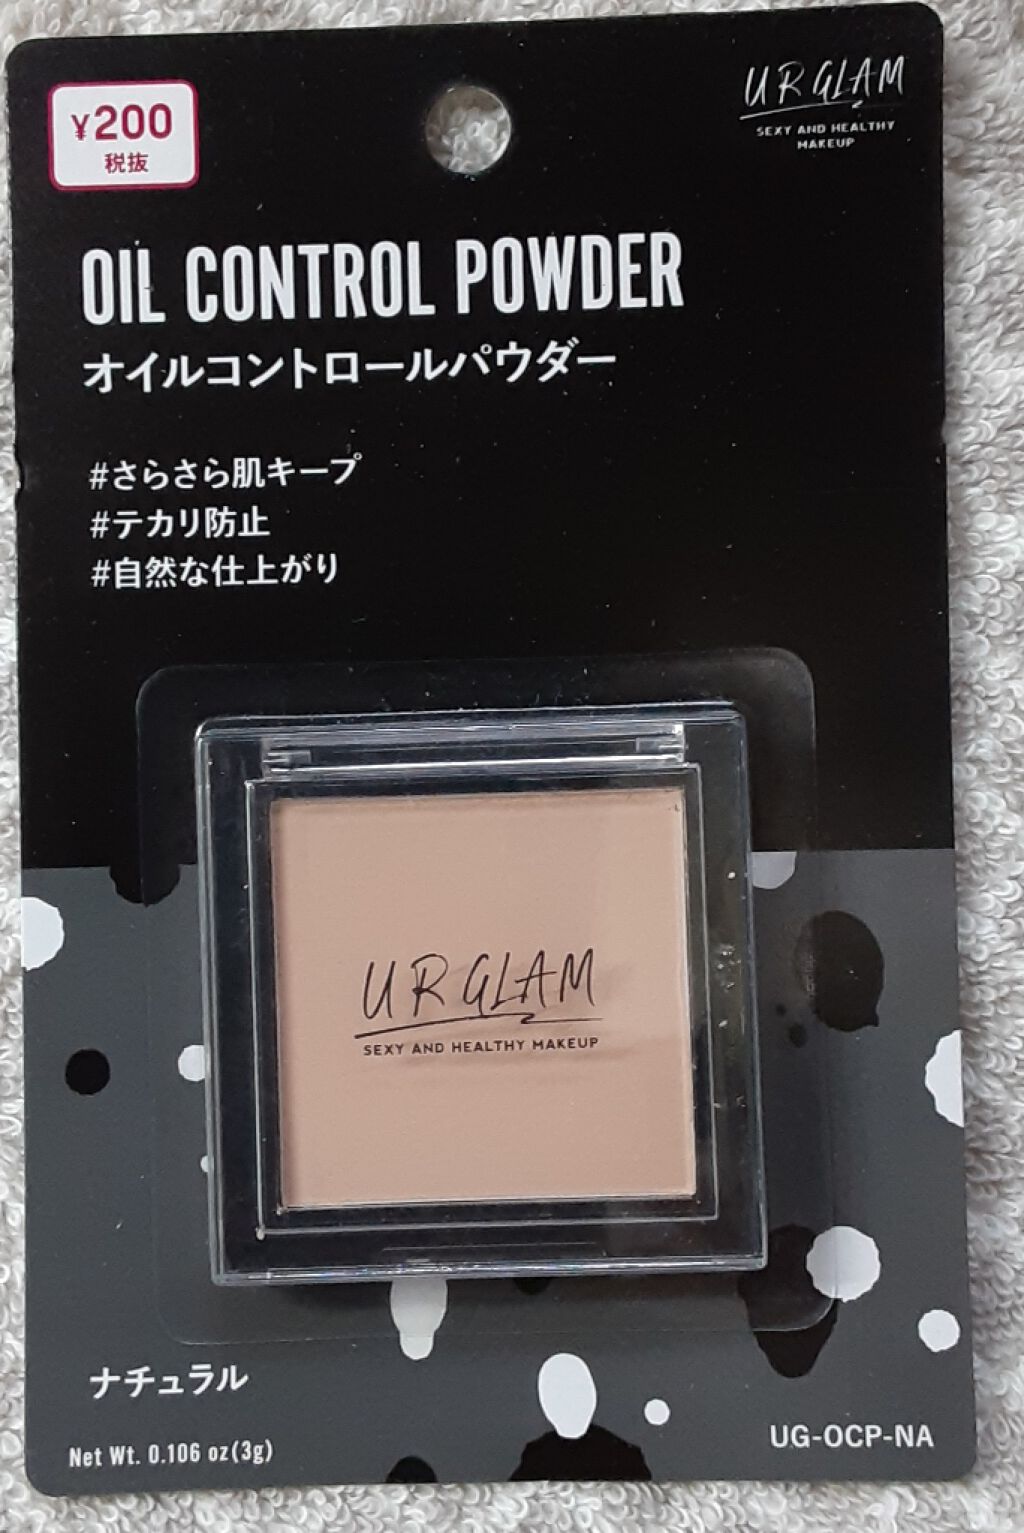 ¥200
税抜
UR GLAM
SEXY AND HEALTHY
MAKEUP
OIL CONTROL POWDER
オイルコントロールパウダー
#さらさら肌キープ
#テカリ防止
#自然な仕上がり
UR GLAM
SEXY AND HEALTHY MAKEUP
ナチュラル
Net Wt. 0.106 oz(3g)
UG-OCP-NA